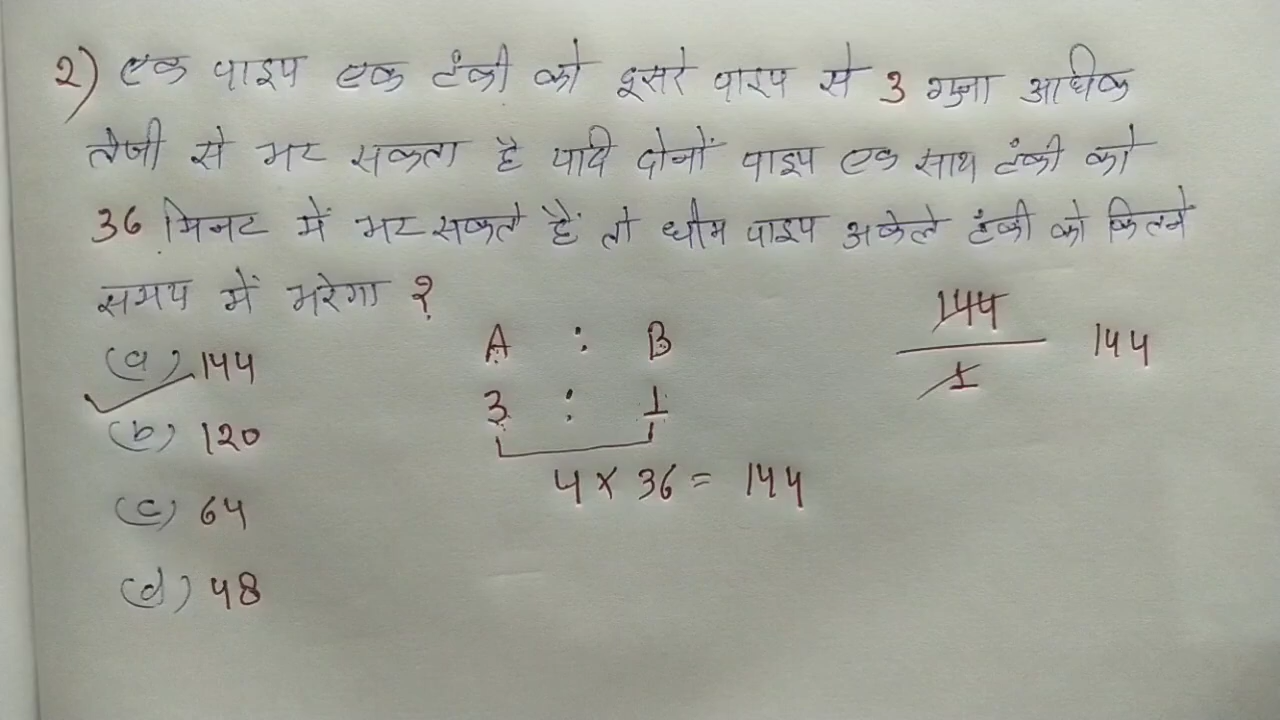 2) एक पाइप एक टंकी को दूसरे पाइप से 3 गुना अधिक
तेजी से भर सकता है यदि दोनों पाइप एक साथ टंकी को
36 मिनट में भर सकते हैं तो धीमा पाइप अकेले टंकी को कितने
समय में भरेगा ?
(a) 144
(b) 120
(c) 64
(d) 48
A : B
3 : 1
4 x 36 = 144
144
1
144